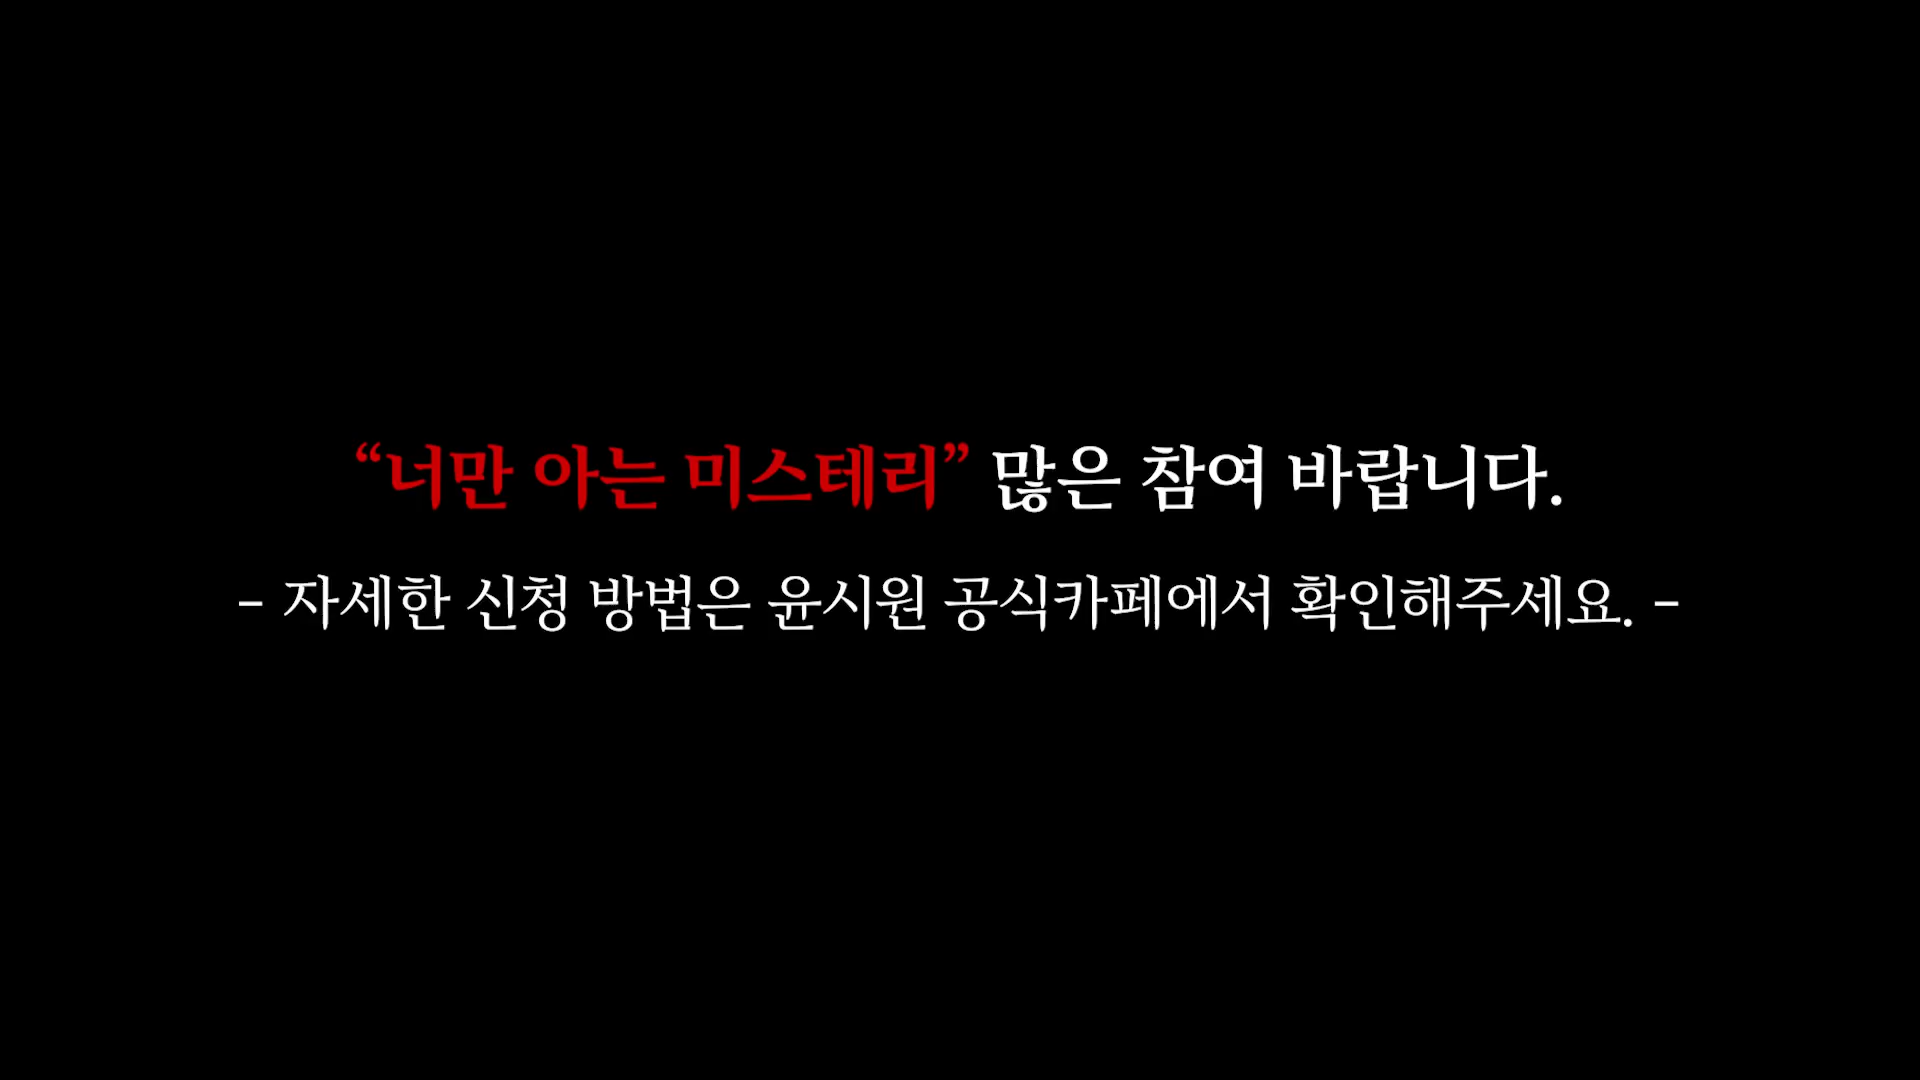 “너만 아는 미스테리” 많은 참여 바랍니다.
- 자세한 신청 방법은 윤시원 공식카페에서 확인해주세요. -